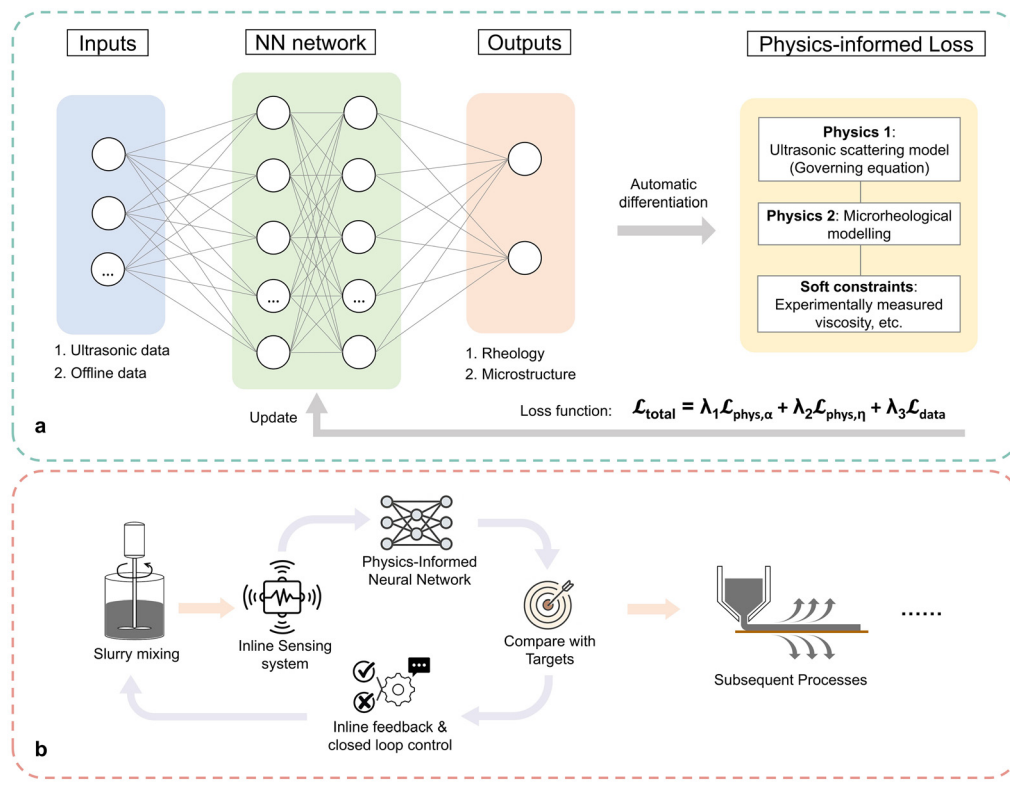 Inputs
NN network
Outputs
Physics-informed Loss
...
...
...
1. Ultrasonic data
2. Offline data
1. Rheology
2. Microstructure
Automatic
differentiation
Physics 1:
Ultrasonic scattering model
(Governing equation)
Physics 2: Microrheological
modelling
Soft constraints:
Experimentally measured
viscosity, etc.
Update
Loss function: ℒtotal = λ1ℒphys,α + λ2ℒphys,η + λ3ℒdata
a
Slurry mixing
Inline Sensing
system
Physics-Informed
Neural Network
Compare with
Targets
Inline feedback &
closed loop control
Subsequent Processes
......
b